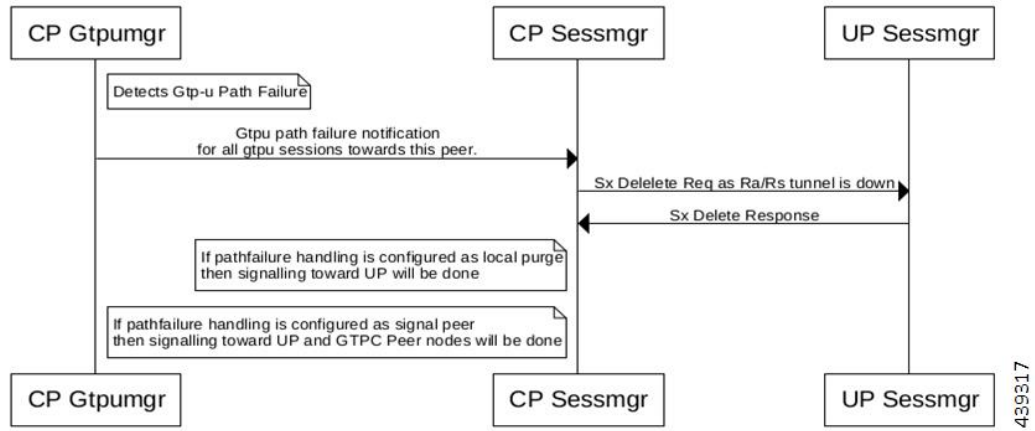 CP Gtpumgr
CP Sessmgr
UP Sessmgr
Detects Gtp-u Path Failure
Gtpu path failure notification
for all gtpu sessions towards this peer.
Sx Delelete Req as Ra/Rs tunnel is down
Sx Delete Response
If pathfailure handling is configured as local purge
then signalling toward UP will be done
If pathfailure handling is configured as signal peer
then signalling toward UP and GTPC Peer nodes will be done
CP Gtpumgr
CP Sessmgr
UP Sessmgr
439317